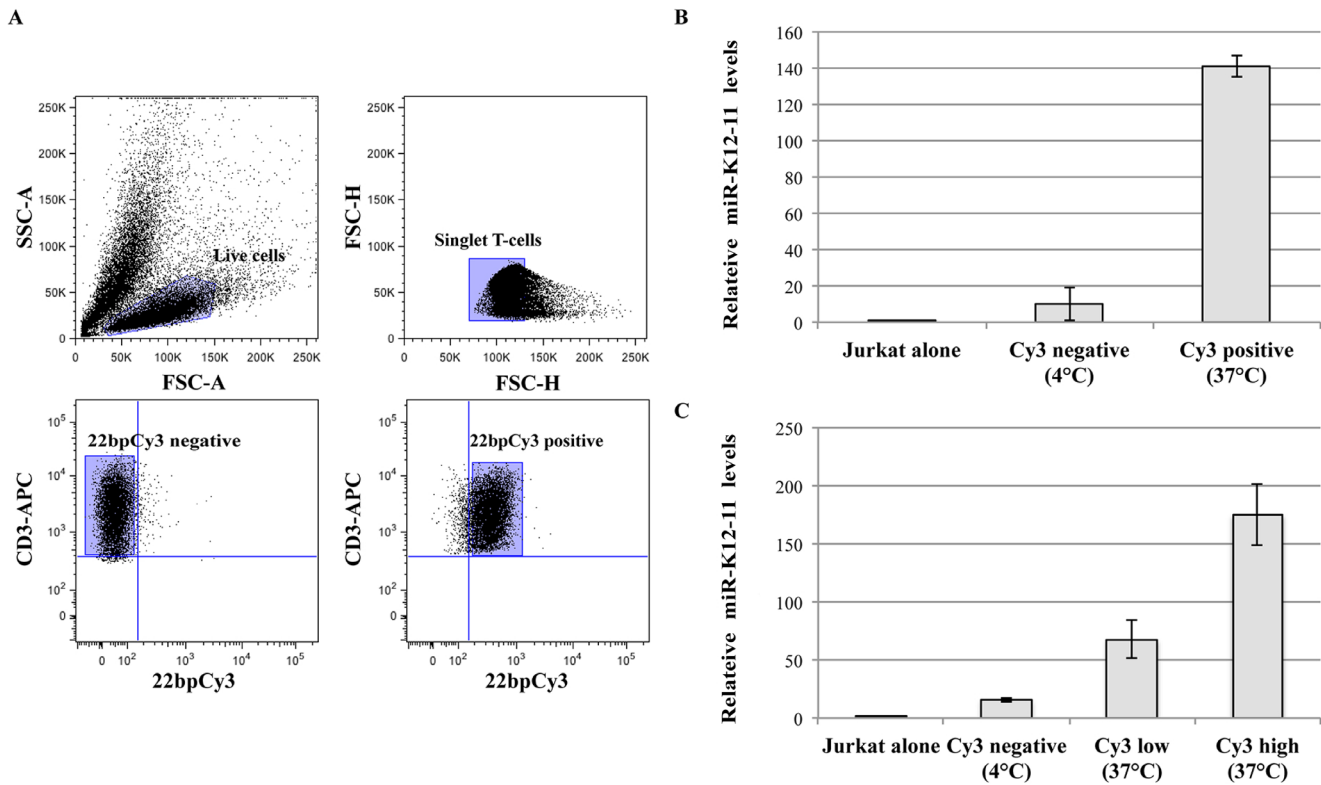 A
250K
200K
150K
100K
50K
0
SSC-A
Live cells
0 50K 100K 150K 200K 250K
FSC-A
250K
200K
150K
100K
50K
0
FSC-H
Singlet T-cells
0 50K 100K 150K 200K 250K
FSC-H
10^5
10^4
10^3
10^2
0
CD3-APC
22bpCy3 negative
0 10^2 10^3 10^4 10^5
22bpCy3
10^5
10^4
10^3
10^2
0
CD3-APC
22bpCy3 positive
0 10^2 10^3 10^4 10^5
22bpCy3
B
160
140
120
100
80
60
40
20
0
Relateive miR-K12-11 levels
Jurkat alone
Cy3 negative
(4°C)
Cy3 positive
(37°C)
C
250
200
150
100
50
0
Relateive miR-K12-11 levels
Jurkat alone
Cy3 negative
(4°C)
Cy3 low
(37°C)
Cy3 high
(37°C)